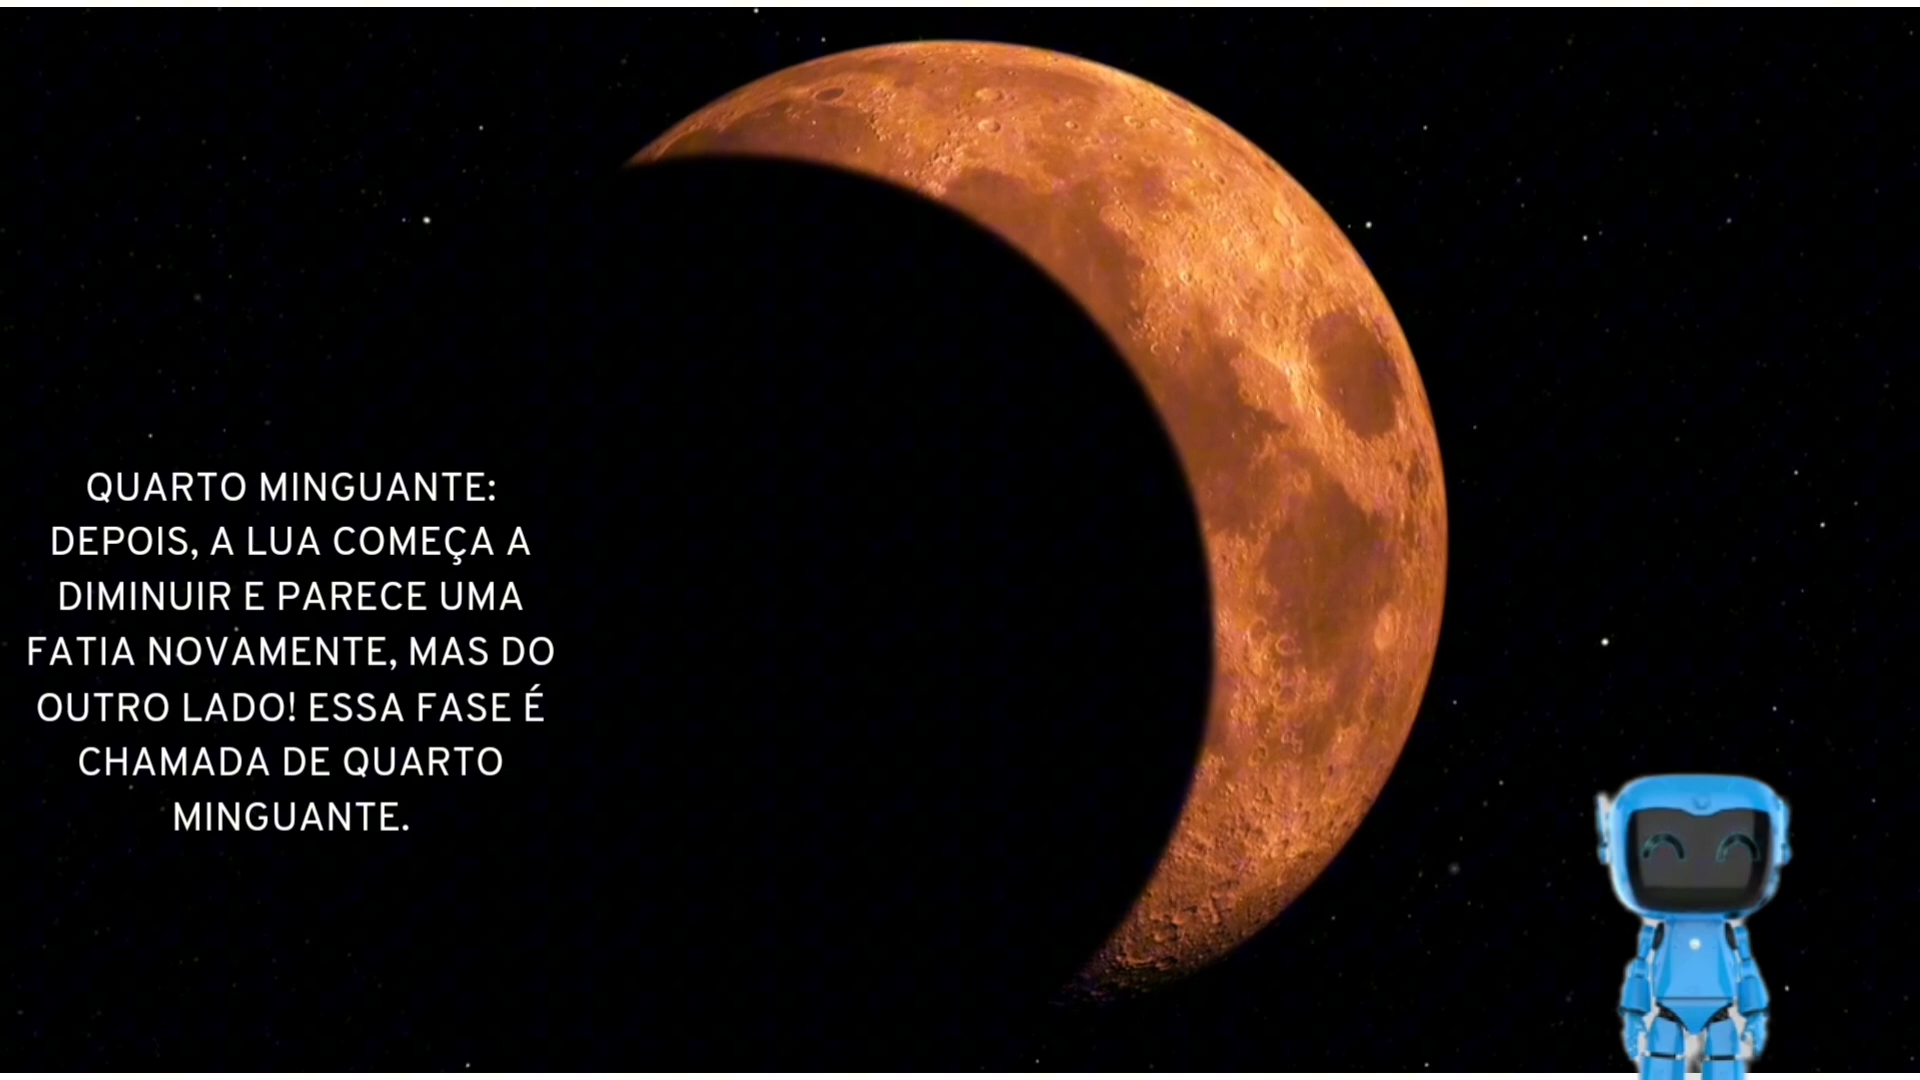 QUARTO MINGUANTE:
DEPOIS, A LUA COMEÇA A
DIMINUIR E PARECE UMA
FATIA NOVAMENTE, MAS DO
OUTRO LADO! ESSA FASE É
CHAMADA DE QUARTO
MINGUANTE.